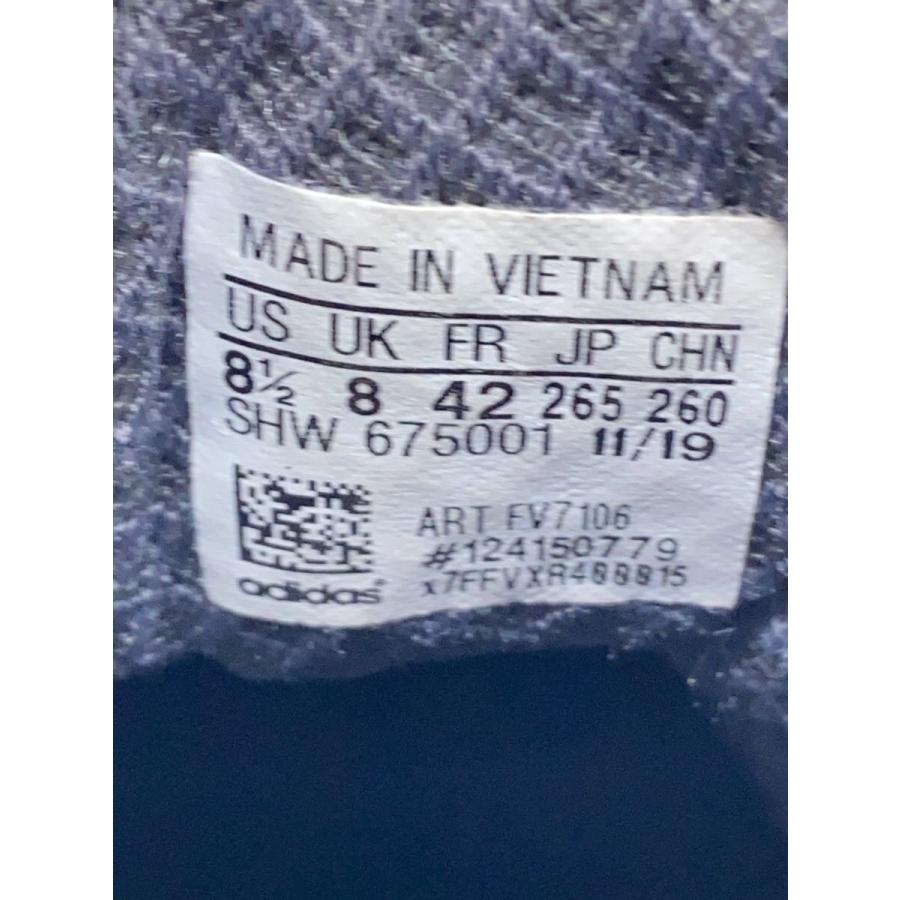 MADE IN VIETNAM
US UK FR JP CHN
8½ 8 42 265 260
SHW 675001 11/19
ART FV7106
#124150779
x7FFVXR400015
adidas